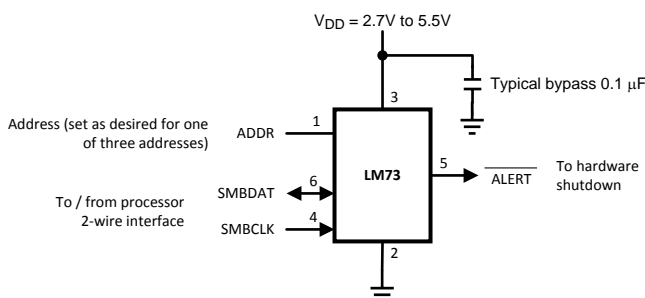 V_DD = 2.7V to 5.5V
Typical bypass 0.1 μF
3
Address (set as desired for one
of three addresses)
ADDR
1
LM73
5
ALERT
To hardware
shutdown
To / from processor
2-wire interface
SMBDAT
6
SMBCLK
4
2